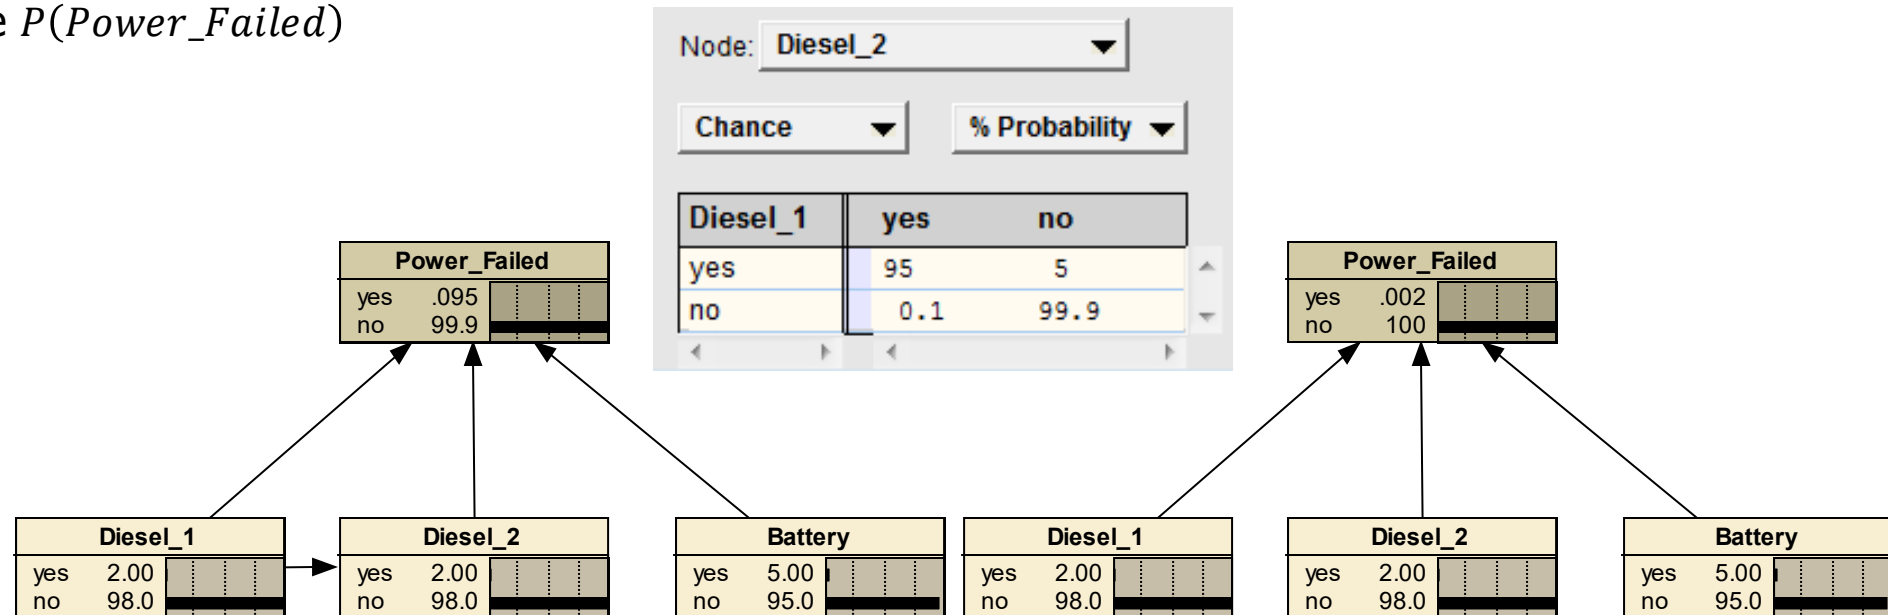 e P(Power_Failed)
Node: Diesel_2
Chance % Probability
Diesel_1 yes no
yes 95 5
no 0.1 99.9
Power_Failed
yes .095
no 99.9
Power_Failed
yes .002
no 100
Diesel_1
yes 2.00
no 98.0
Diesel_2
yes 2.00
no 98.0
Battery
yes 5.00
no 95.0
Diesel_1
yes 2.00
no 98.0
Diesel_2
yes 2.00
no 98.0
Battery
yes 5.00
no 95.0